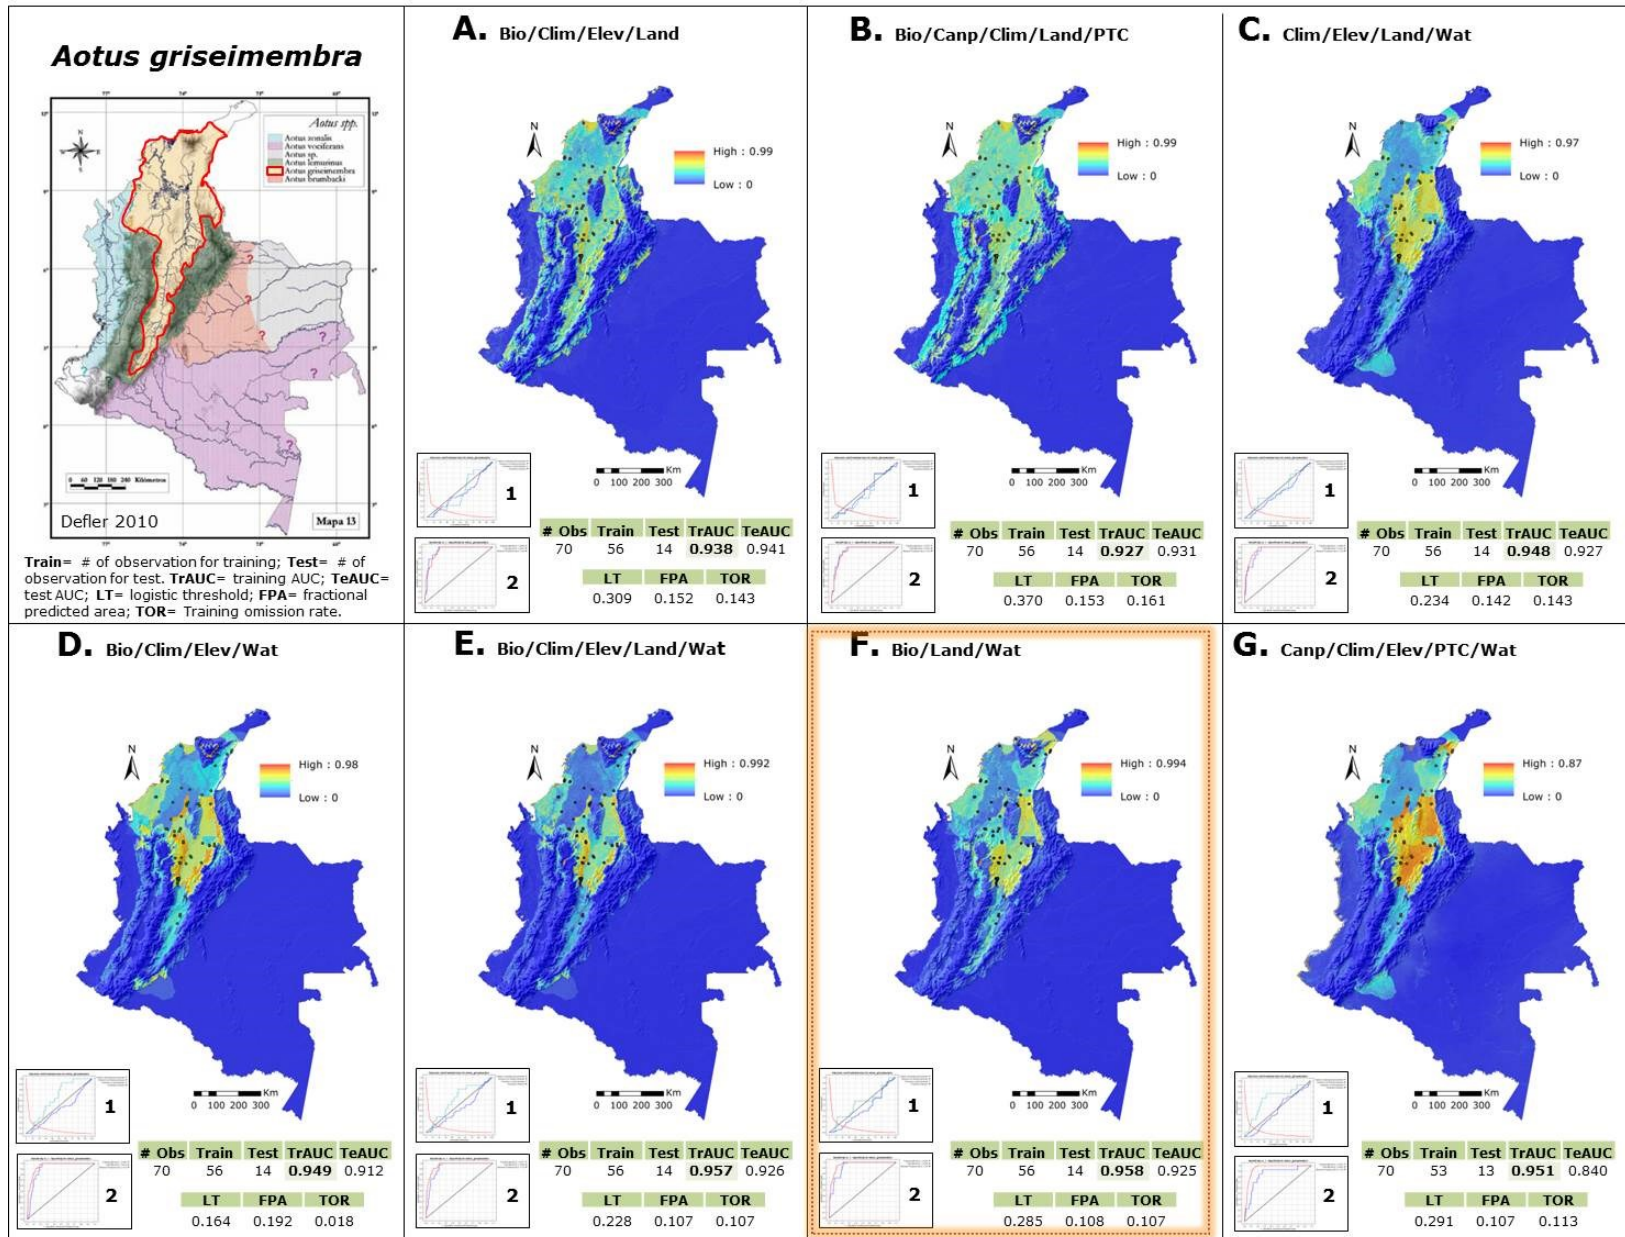 Aotus griseimembra
77° 74° 72° 69°
Aotus spp.
Aotus zonalis
Aotus vociferans
Aotus sp.
Aotus lemurinus
Aotus griseimembra
Aotus brumbacki
N
S
? ? ? ? ? ? ? ?
0 60 120 180 240 Kilómetros
Defler 2010
Mapa 13
Train= # of observation for training; Test= # of
observation for test. TrAUC= training AUC; TeAUC=
test AUC; LT= logistic threshold; FPA= fractional
predicted area; TOR= Training omission rate.
A. Bio/Clim/Elev/Land
N
High : 0.99
Low : 0
1
2
Km
0 100 200 300
# Obs Train Test TrAUC TeAUC
70 56 14 0.938 0.941
LT FPA TOR
0.309 0.152 0.143
B. Bio/Canp/Clim/Land/PTC
N
High : 0.99
Low : 0
1
2
Km
0 100 200 300
# Obs Train Test TrAUC TeAUC
70 56 14 0.927 0.931
LT FPA TOR
0.370 0.153 0.161
C. Clim/Elev/Land/Wat
N
High : 0.97
Low : 0
1
2
Km
0 100 200 300
# Obs Train Test TrAUC TeAUC
70 56 14 0.948 0.927
LT FPA TOR
0.234 0.142 0.143
D. Bio/Clim/Elev/Wat
N
High : 0.98
Low : 0
1
2
Km
0 100 200 300
# Obs Train Test TrAUC TeAUC
70 56 14 0.949 0.912
LT FPA TOR
0.164 0.192 0.018
E. Bio/Clim/Elev/Land/Wat
N
High : 0.992
Low : 0
1
2
Km
0 100 200 300
# Obs Train Test TrAUC TeAUC
70 56 14 0.957 0.926
LT FPA TOR
0.228 0.107 0.107
F. Bio/Land/Wat
N
High : 0.994
Low : 0
1
2
Km
0 100 200 300
# Obs Train Test TrAUC TeAUC
70 56 14 0.958 0.925
LT FPA TOR
0.285 0.108 0.107
G. Canp/Clim/Elev/PTC/Wat
N
High : 0.87
Low : 0
1
2
Km
0 100 200 300
# Obs Train Test TrAUC TeAUC
70 53 13 0.951 0.840
LT FPA TOR
0.291 0.107 0.113